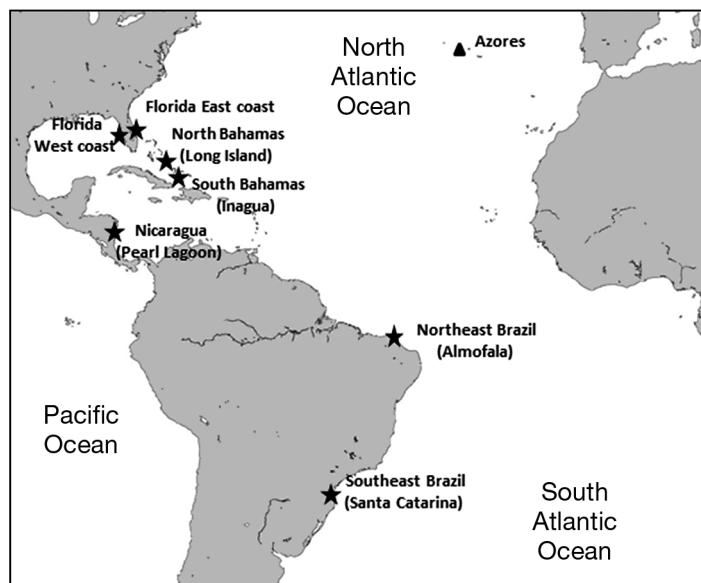 North
Atlantic
Ocean
Azores
Florida East coast
Florida
West coast
North Bahamas
(Long Island)
South Bahamas
(Inagua)
Nicaragua
(Pearl Lagoon)
Northeast Brazil
(Almofala)
Pacific
Ocean
Southeast Brazil
(Santa Catarina)
South
Atlantic
Ocean